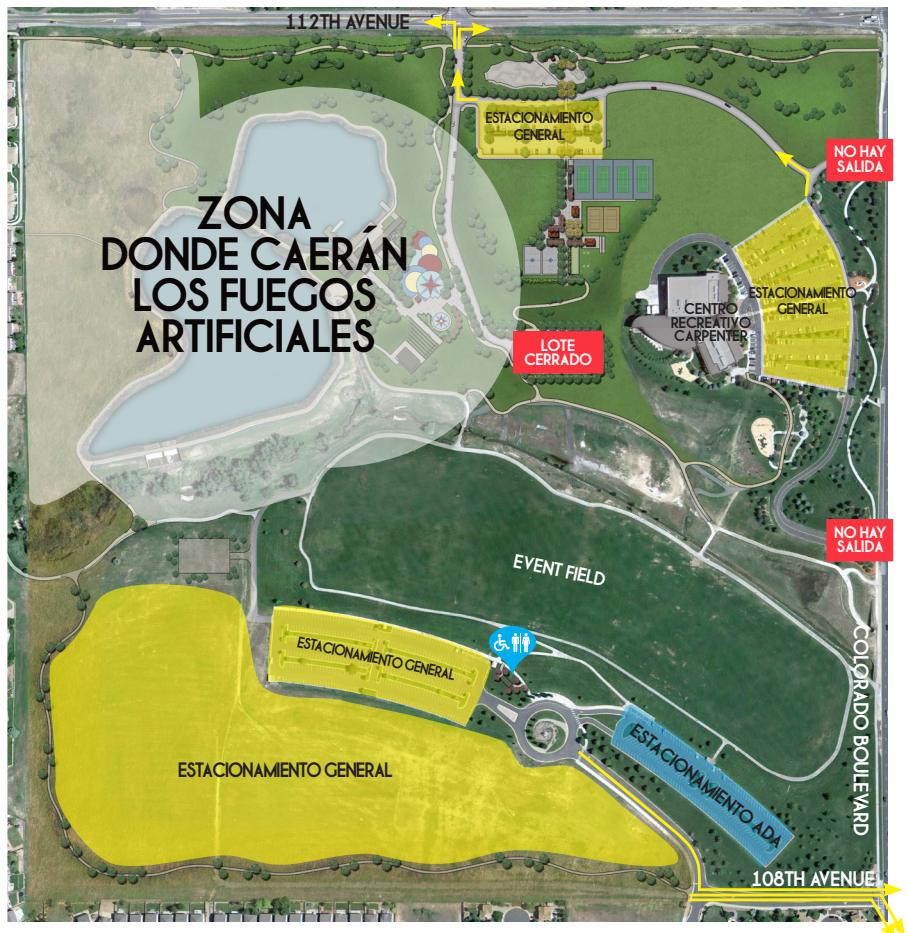 112TH AVENUE
ESTACIONAMIENTO
GENERAL
NO HAY
SALIDA
ZONA
DONDE CAERÁN
LOS FUEGOS
ARTIFICIALES
ESTACIONAMIENTO
GENERAL
CENTRO
RECREATIVO
CARPENTER
LOTE
CERRADO
NO HAY
SALIDA
EVENT FIELD
ESTACIONAMIENTO GENERAL
COLORADO BOULEVARD
ESTACIONAMIENTO ADA
ESTACIONAMIENTO GENERAL
108TH AVENUE